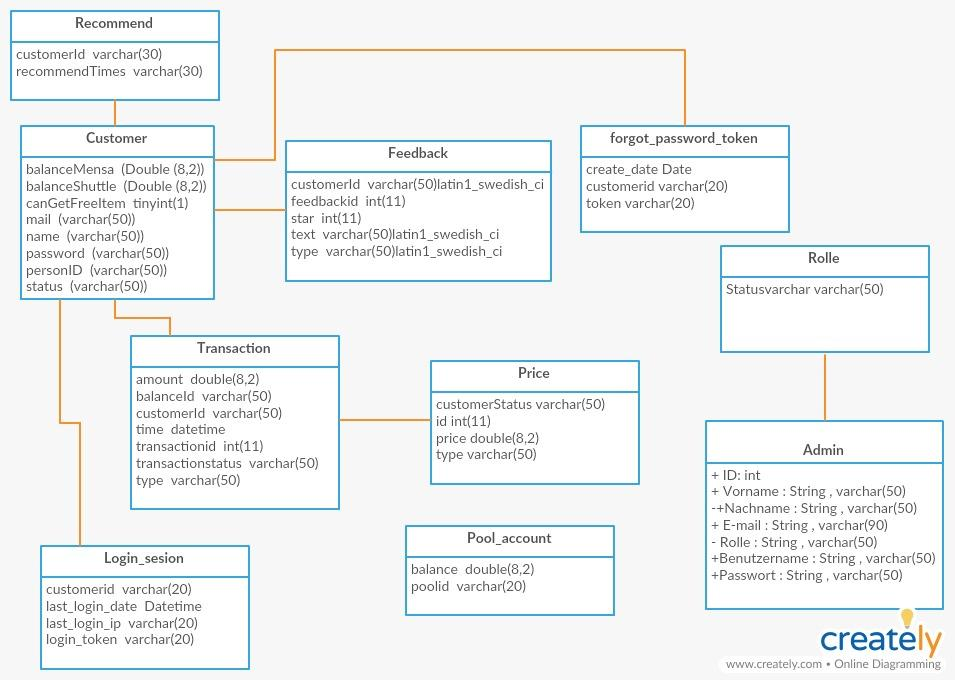 Recommend
customerId varchar(30)
recommendTimes varchar(30)
Customer
balanceMensa (Double (8,2))
balanceShuttle (Double (8,2))
canGetFreeItem tinyint(1)
mail (varchar(50))
name (varchar(50))
password (varchar(50))
personID (varchar(50))
status (varchar(50))
Feedback
customerId varchar(50)latin1_swedish_ci
feedbackid int(11)
star int(11)
text varchar(50)latin1_swedish_ci
type varchar(50)latin1_swedish_ci
forgot_password_token
create_date Date
customerid varchar(20)
token varchar(20)
Rolle
Statusvarchar varchar(50)
Transaction
amount double(8,2)
balanceId varchar(50)
customerId varchar(50)
time datetime
transactionid int(11)
transactionstatus varchar(50)
type varchar(50)
Price
customerStatus varchar(50)
id int(11)
price double(8,2)
type varchar(50)
Admin
+ ID: int
+ Vorname : String , varchar(50)
-+Nachname : String , varchar(50)
+ E-mail : String , varchar(90)
- Rolle : String , varchar(50)
+Benutzername : String , varchar(50)
+Passwort : String , varchar(50)
Login_sesion
customerid varchar(20)
last_login_date Datetime
last_login_ip varchar(20)
login_token varchar(20)
Pool_account
balance double(8,2)
poolid varchar(20)
creately
www.creately.com • Online Diagramming